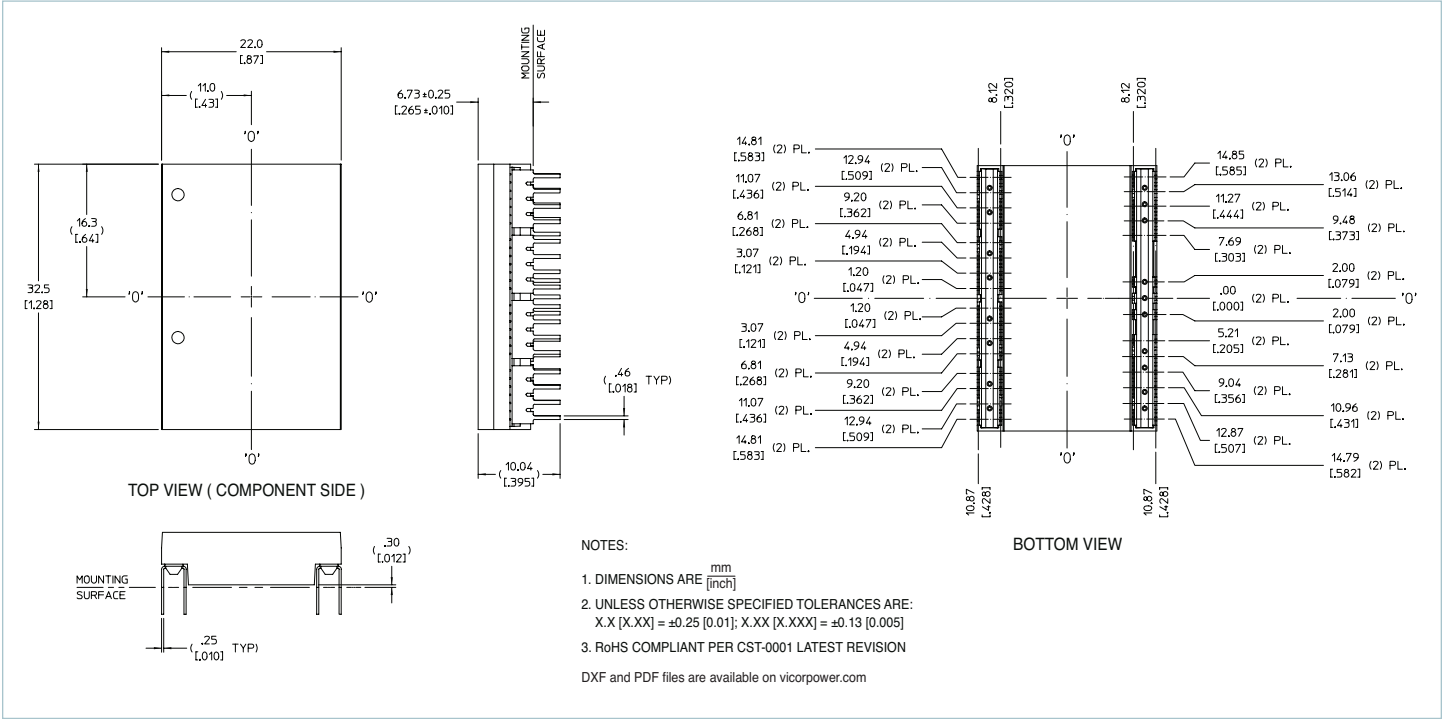 22.0
[.87]
11.0
( [.43] )
'0'
16.3
( [.64] )
32.5
[1.28]
'0'
'0'
'0'
TOP VIEW ( COMPONENT SIDE )
MOUNTING
SURFACE
6.73±0.25
[.265±.010]
.46
( [.018] TYP)
10.04
( [.395] )
MOUNTING
SURFACE
.30
( [.012] )
.25
( [.010] TYP)
8.12
[.320]
8.12
[.320]
'0'
14.81
[.583] (2) PL.
12.94
[.509] (2) PL.
11.07
[.436] (2) PL.
9.20
[.362] (2) PL.
6.81
[.268] (2) PL.
4.94
[.194] (2) PL.
3.07
[.121] (2) PL.
1.20
[.047] (2) PL.
'0'
1.20
[.047] (2) PL.
3.07
[.121] (2) PL.
4.94
[.194] (2) PL.
6.81
[.268] (2) PL.
9.20
[.362] (2) PL.
11.07
[.436] (2) PL.
12.94
[.509] (2) PL.
14.81
[.583] (2) PL.
14.85
[.585] (2) PL.
13.06
[.514] (2) PL.
11.27
[.444] (2) PL.
9.48
[.373] (2) PL.
7.69
[.303] (2) PL.
2.00
[.079] (2) PL.
.00
[.000] (2) PL.
'0'
2.00
[.079] (2) PL.
5.21
[.205] (2) PL.
7.13
[.281] (2) PL.
9.04
[.356] (2) PL.
10.96
[.431] (2) PL.
12.87
[.507] (2) PL.
14.79
[.582] (2) PL.
'0'
10.87
[.428]
10.87
[.428]
BOTTOM VIEW
NOTES:
1. DIMENSIONS ARE mm
[inch]
2. UNLESS OTHERWISE SPECIFIED TOLERANCES ARE:
X.X [X.XX] = ±0.25 [0.01]; X.XX [X.XXX] = ±0.13 [0.005]
3. RoHS COMPLIANT PER CST-0001 LATEST REVISION
DXF and PDF files are available on vicorpower.com